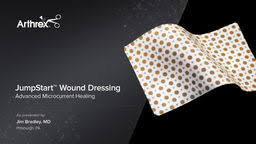 Arthrex
JumpStart™ Wound Dressing
Advanced Microcurrent Healing
As presented by:
Jim Bradley, MD
Pittsburgh, PA